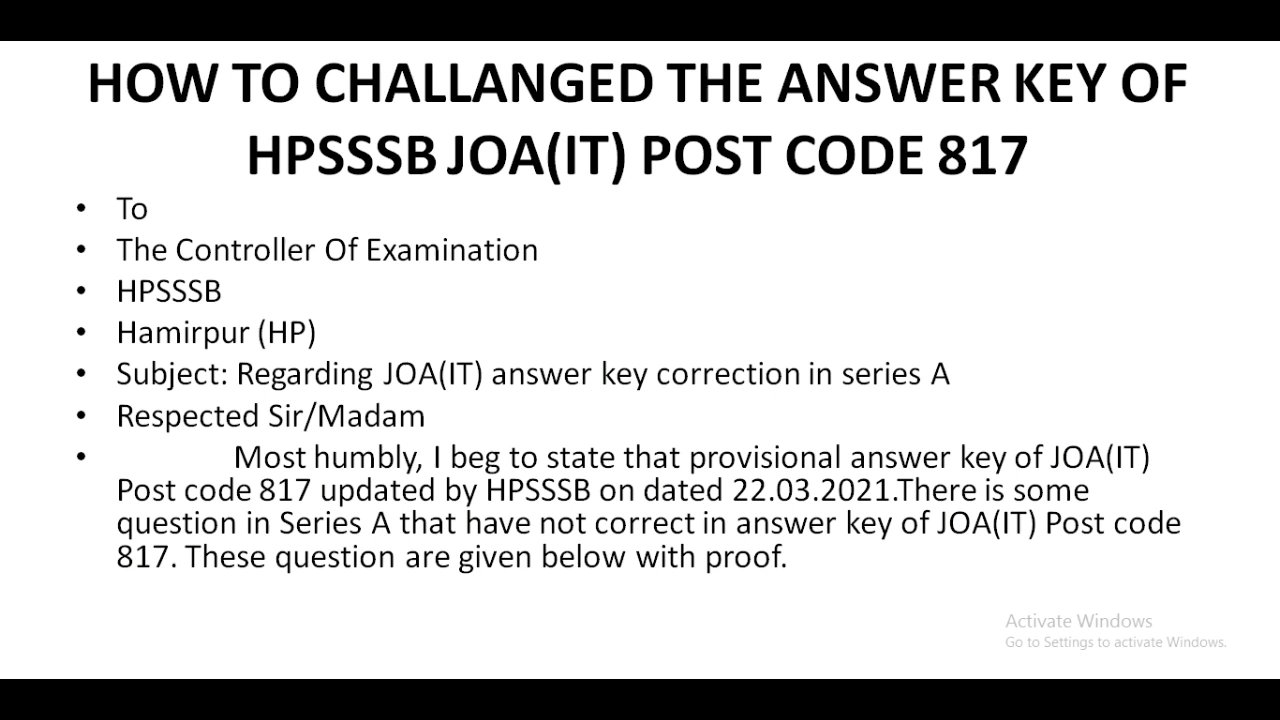 HOW TO CHALLANGED THE ANSWER KEY OF
HPSSSB JOA(IT) POST CODE 817
• To
• The Controller Of Examination
• HPSSSB
• Hamirpur (HP)
• Subject: Regarding JOA(IT) answer key correction in series A
• Respected Sir/Madam
• Most humbly, I beg to state that provisional answer key of JOA(IT)
Post code 817 updated by HPSSSB on dated 22.03.2021.There is some
question in Series A that have not correct in answer key of JOA(IT) Post code
817. These question are given below with proof.
Activate Windows
Go to Settings to activate Windows.